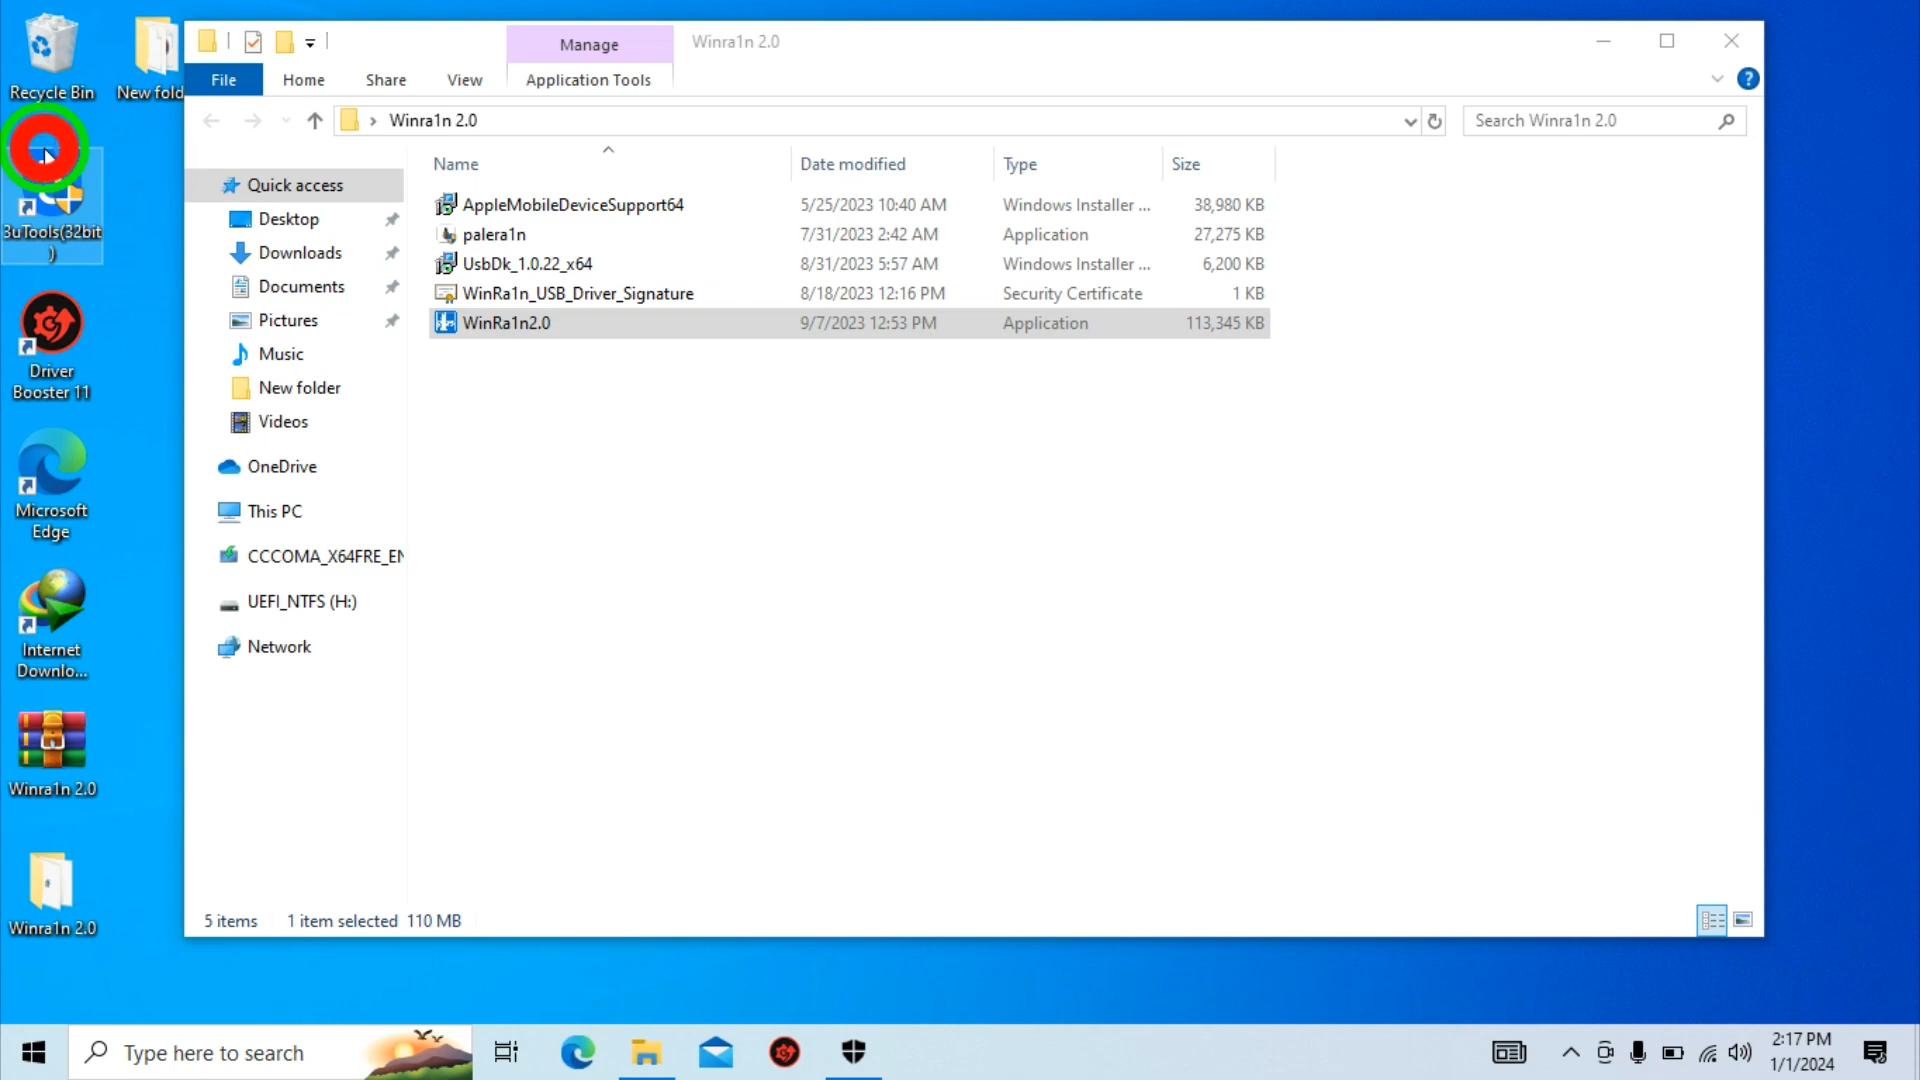 Recycle Bin
New fold
3uTools(32bit
)
Driver
Booster 11
Microsoft
Edge
Internet
Downlo...
Winra1n 2.0
Winra1n 2.0
Manage
Winra1n 2.0
File
Home
Share
View
Application Tools
?
Winra1n 2.0
Search Winra1n 2.0
Quick access
Desktop
Downloads
Documents
Pictures
Music
New folder
Videos
OneDrive
This PC
CCCOMA_X64FRE_EN
UEFI_NTFS (H:)
Network
Name Date modified Type Size
AppleMobileDeviceSupport64 5/25/2023 10:40 AM Windows Installer ... 38,980 KB
palera1n 7/31/2023 2:42 AM Application 27,275 KB
UsbDk_1.0.22_x64 8/31/2023 5:57 AM Windows Installer ... 6,200 KB
WinRa1n_USB_Driver_Signature 8/18/2023 12:16 PM Security Certificate 1 KB
WinRa1n2.0 9/7/2023 12:53 PM Application 113,345 KB
5 items 1 item selected 110 MB
Type here to search
2:17 PM
1/1/2024